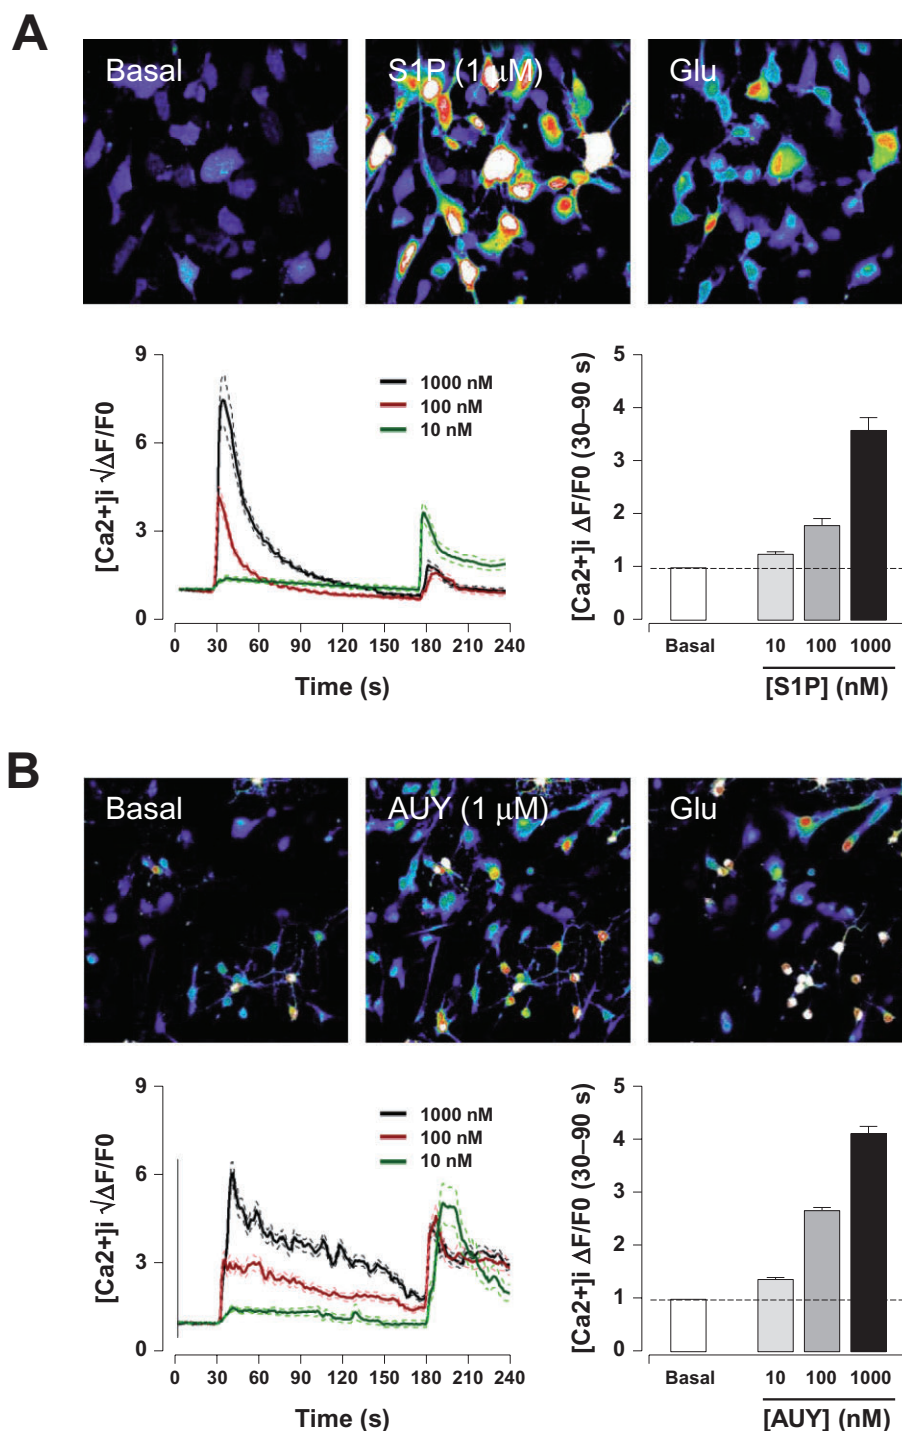 A
Basal
S1P (1 μM)
Glu
[Ca2+]i √ΔF/F0
9
6
3
0
1000 nM
100 nM
10 nM
0 30 60 90 120 150 180 210 240
Time (s)
[Ca2+]i ΔF/F0 (30–90 s)
5
4
3
2
1
0
Basal 10 100 1000
[S1P] (nM)
B
Basal
AUY (1 μM)
Glu
[Ca2+]i √ΔF/F0
9
6
3
0
1000 nM
100 nM
10 nM
0 30 60 90 120 150 180 210 240
Time (s)
[Ca2+]i ΔF/F0 (30–90 s)
5
4
3
2
1
0
Basal 10 100 1000
[AUY] (nM)